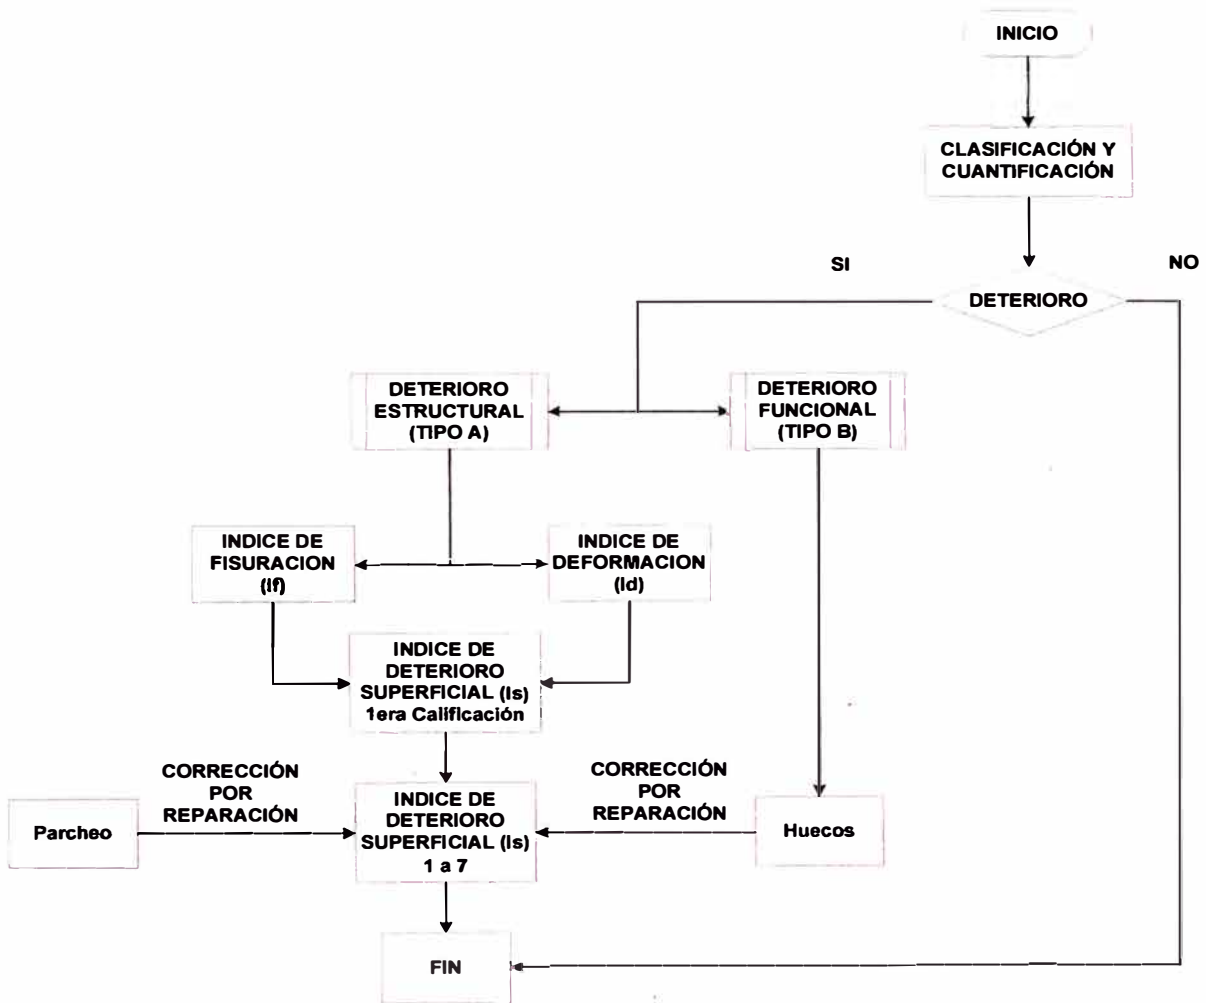 INICIO
CLASIFICACIÓN Y
CUANTIFICACIÓN
SI
NO
DETERIORO
DETERIORO
ESTRUCTURAL
(TIPO A)
DETERIORO
FUNCIONAL
(TIPO B)
INDICE DE
FISURACION
(If)
INDICE DE
DEFORMACION
(Id)
INDICE DE
DETERIORO
SUPERFICIAL (Is)
1era Calificación
CORRECCIÓN
POR
REPARACIÓN
CORRECCIÓN
POR
REPARACIÓN
Parcheo
INDICE DE
DETERIORO
SUPERFICIAL (Is)
1 a 7
Huecos
FIN